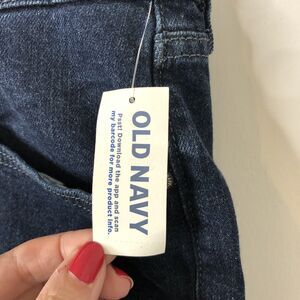 OLD NAVY
Psst! Download the app and scan
my barcode for more product info.